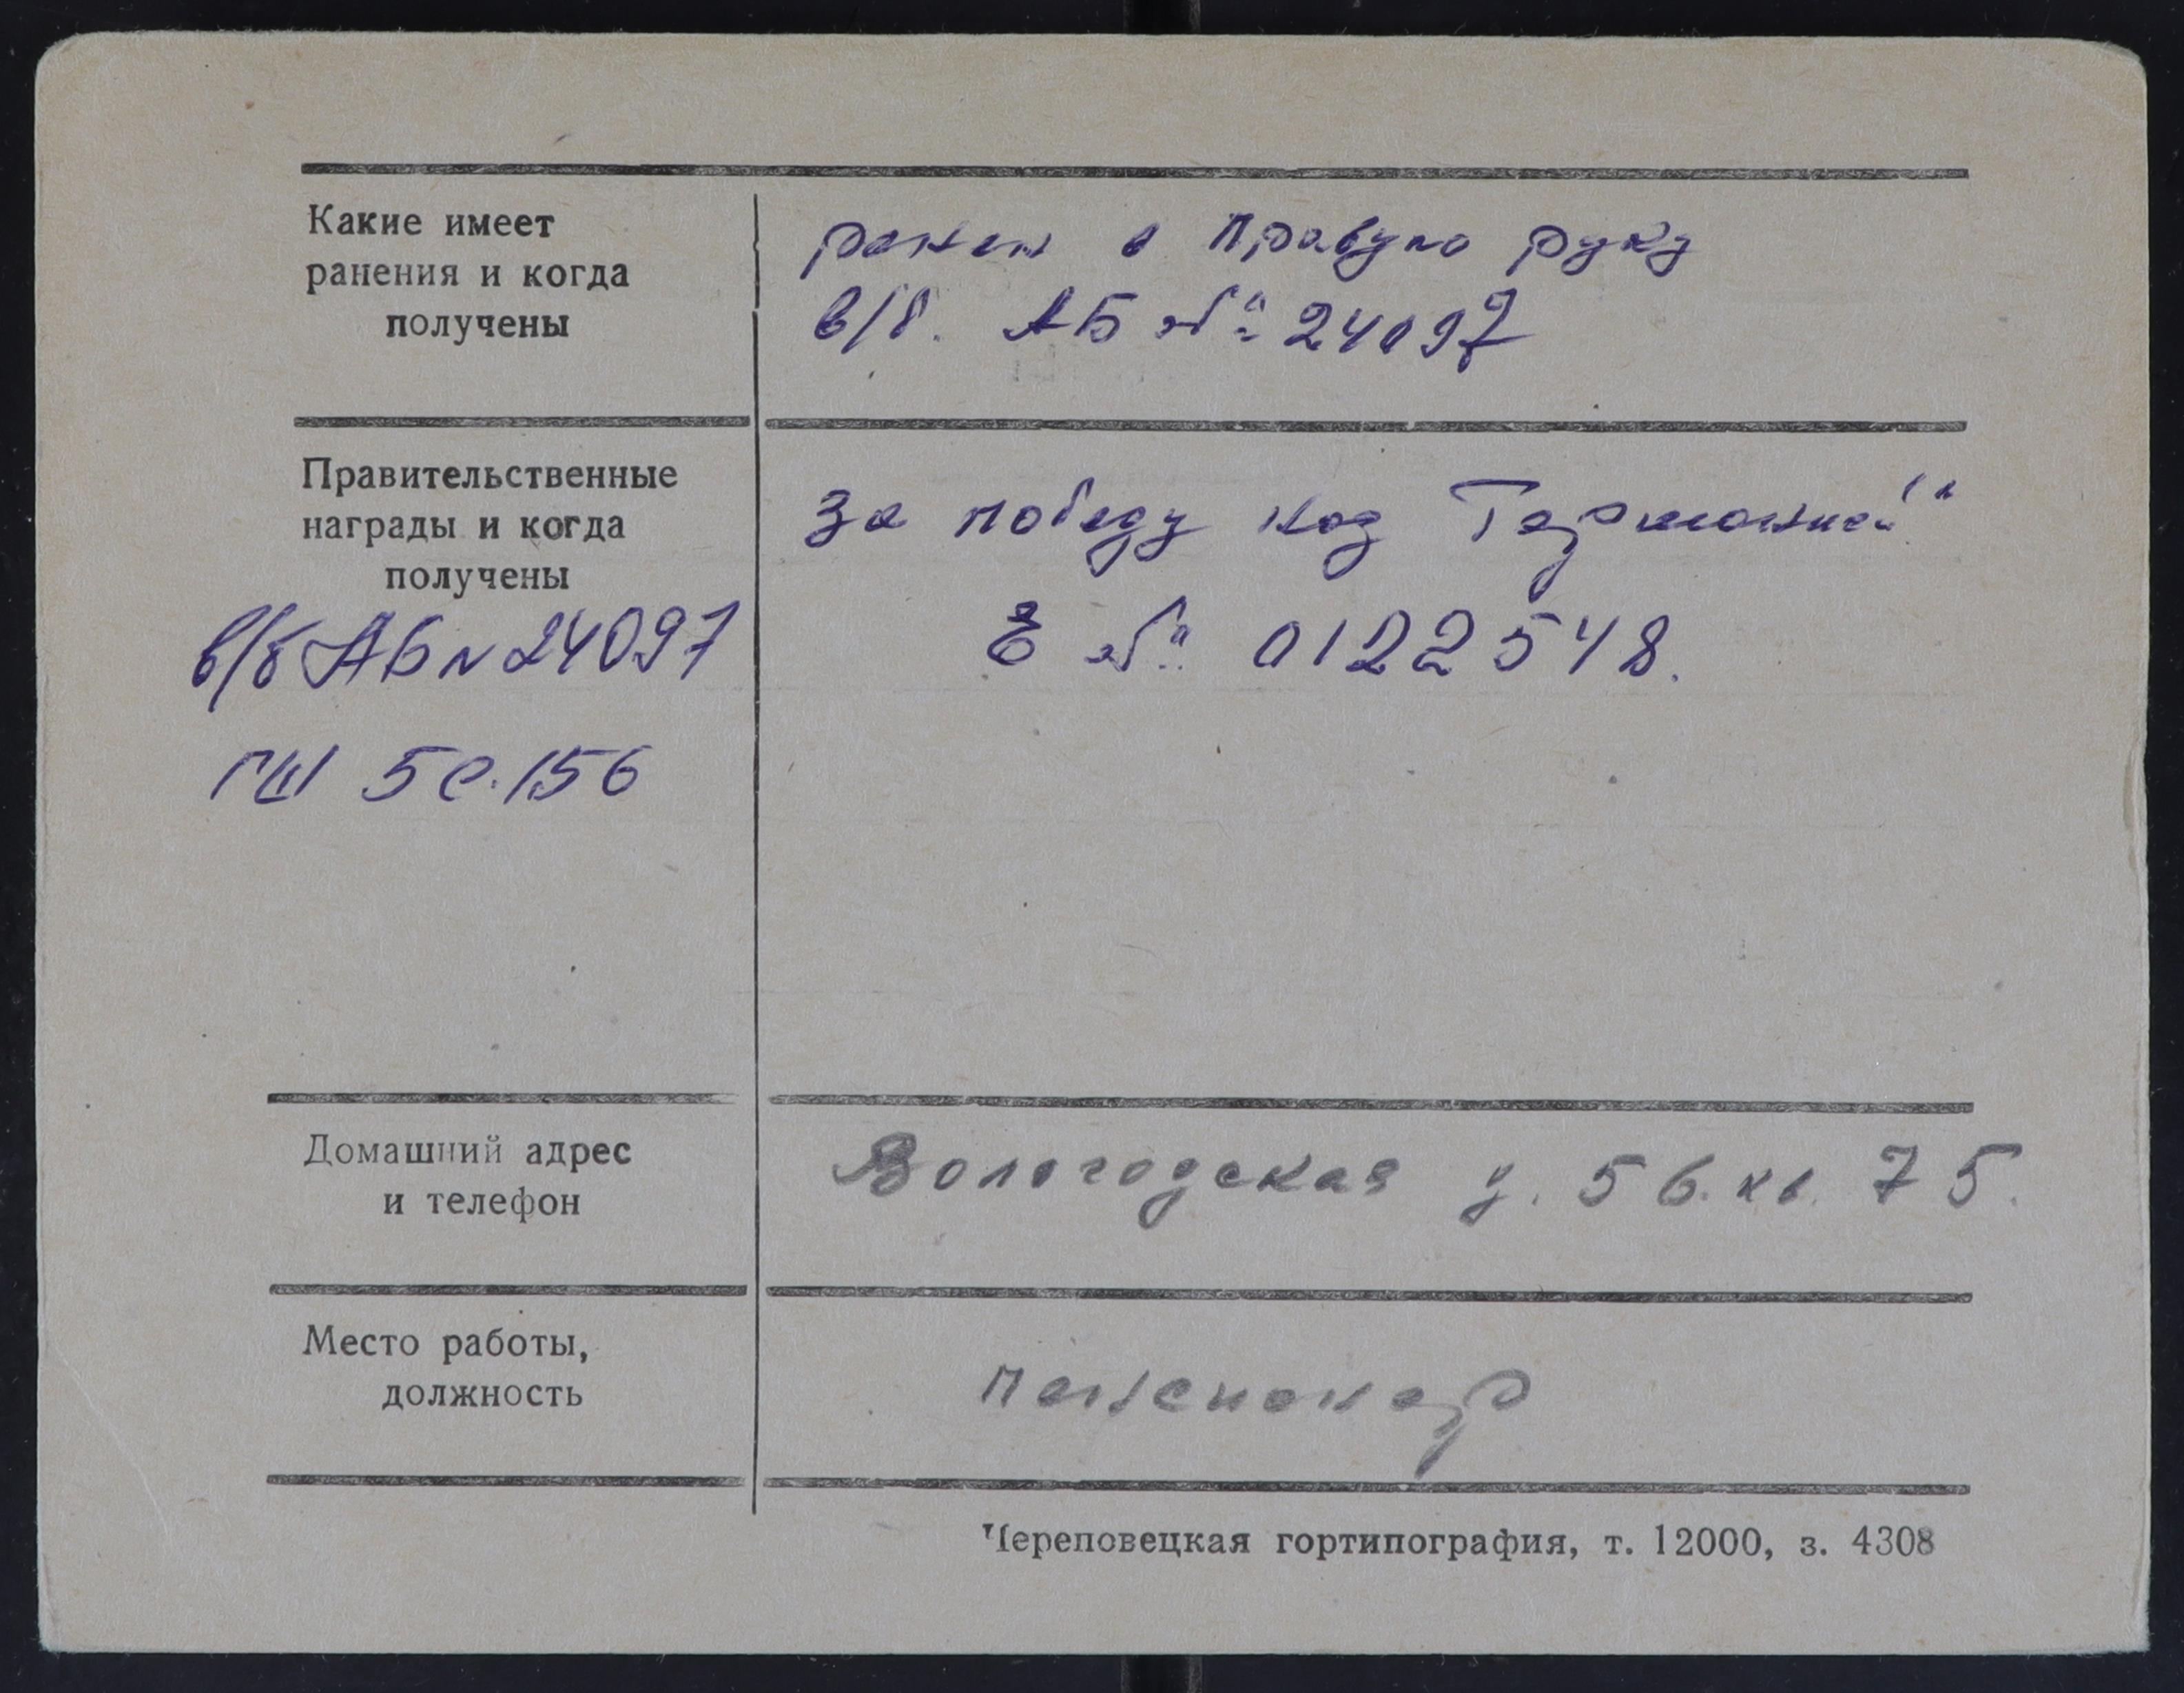 Какие имеет
ранения и когда
получены
ранен в правую руку
в/б. АБ № 24097
Правительственные
награды и когда
получены
За победу над Германией"
Е № 0122548.
в/б АБ № 24097
5 с. 156
Домашний адрес
и телефон
Вологодская д. 56. кв. 75.
Место работы,
должность
пенсионер
Череповецкая гортипография, т. 12000, з. 4308